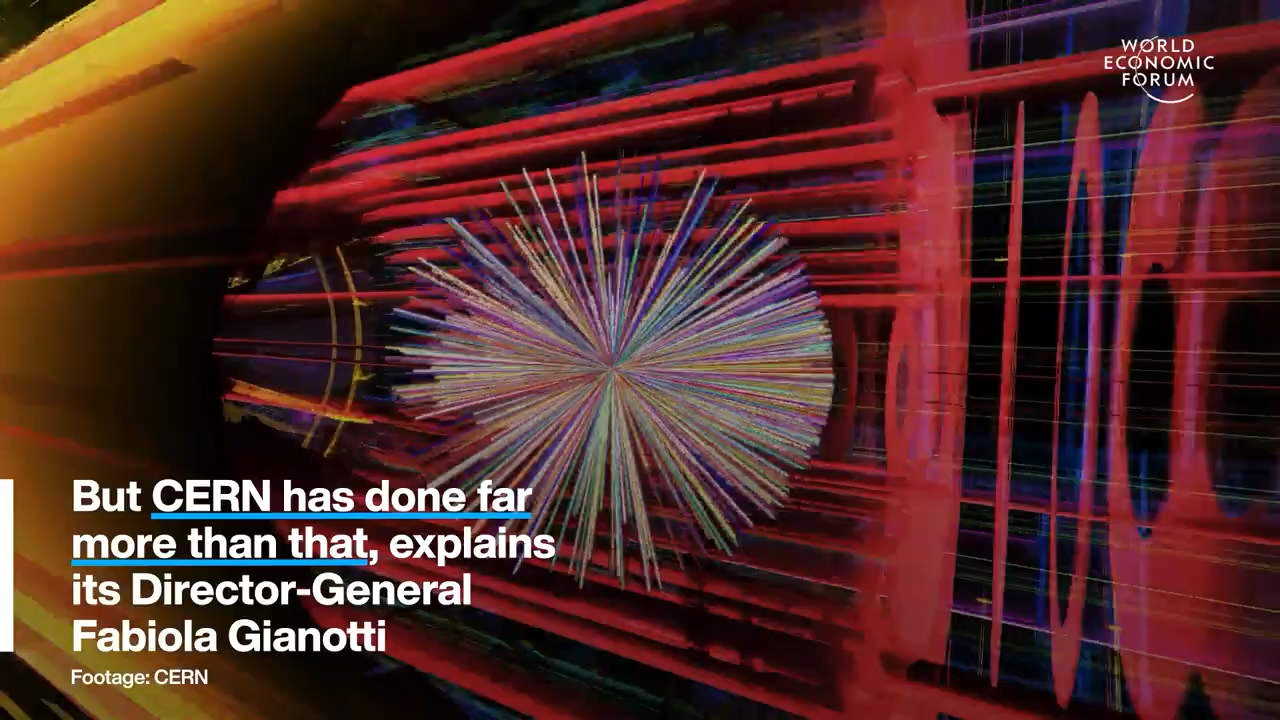 WORLD
ECONOMIC
FORUM
But CERN has done far
more than that, explains
its Director-General
Fabiola Gianotti
Footage: CERN